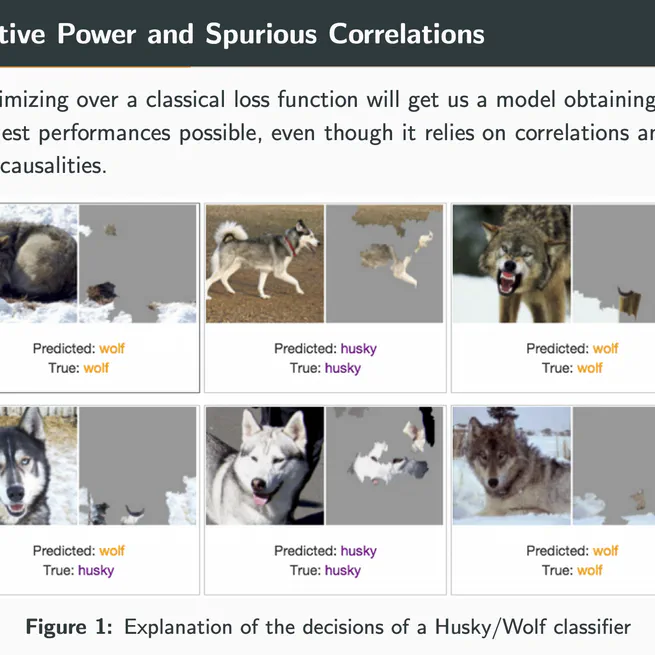 tive Power and Spurious Correlations
imizing over a classical loss function will get us a model obtaining
est performances possible, even though it relies on correlations an
causalities.
Predicted: wolf
True: wolf
Predicted: husky
True: husky
Predicted: wolf
True: wolf
Predicted: wolf
True: husky
Predicted: husky
True: husky
Predicted: wolf
True: wolf
Figure 1: Explanation of the decisions of a Husky/Wolf classifier